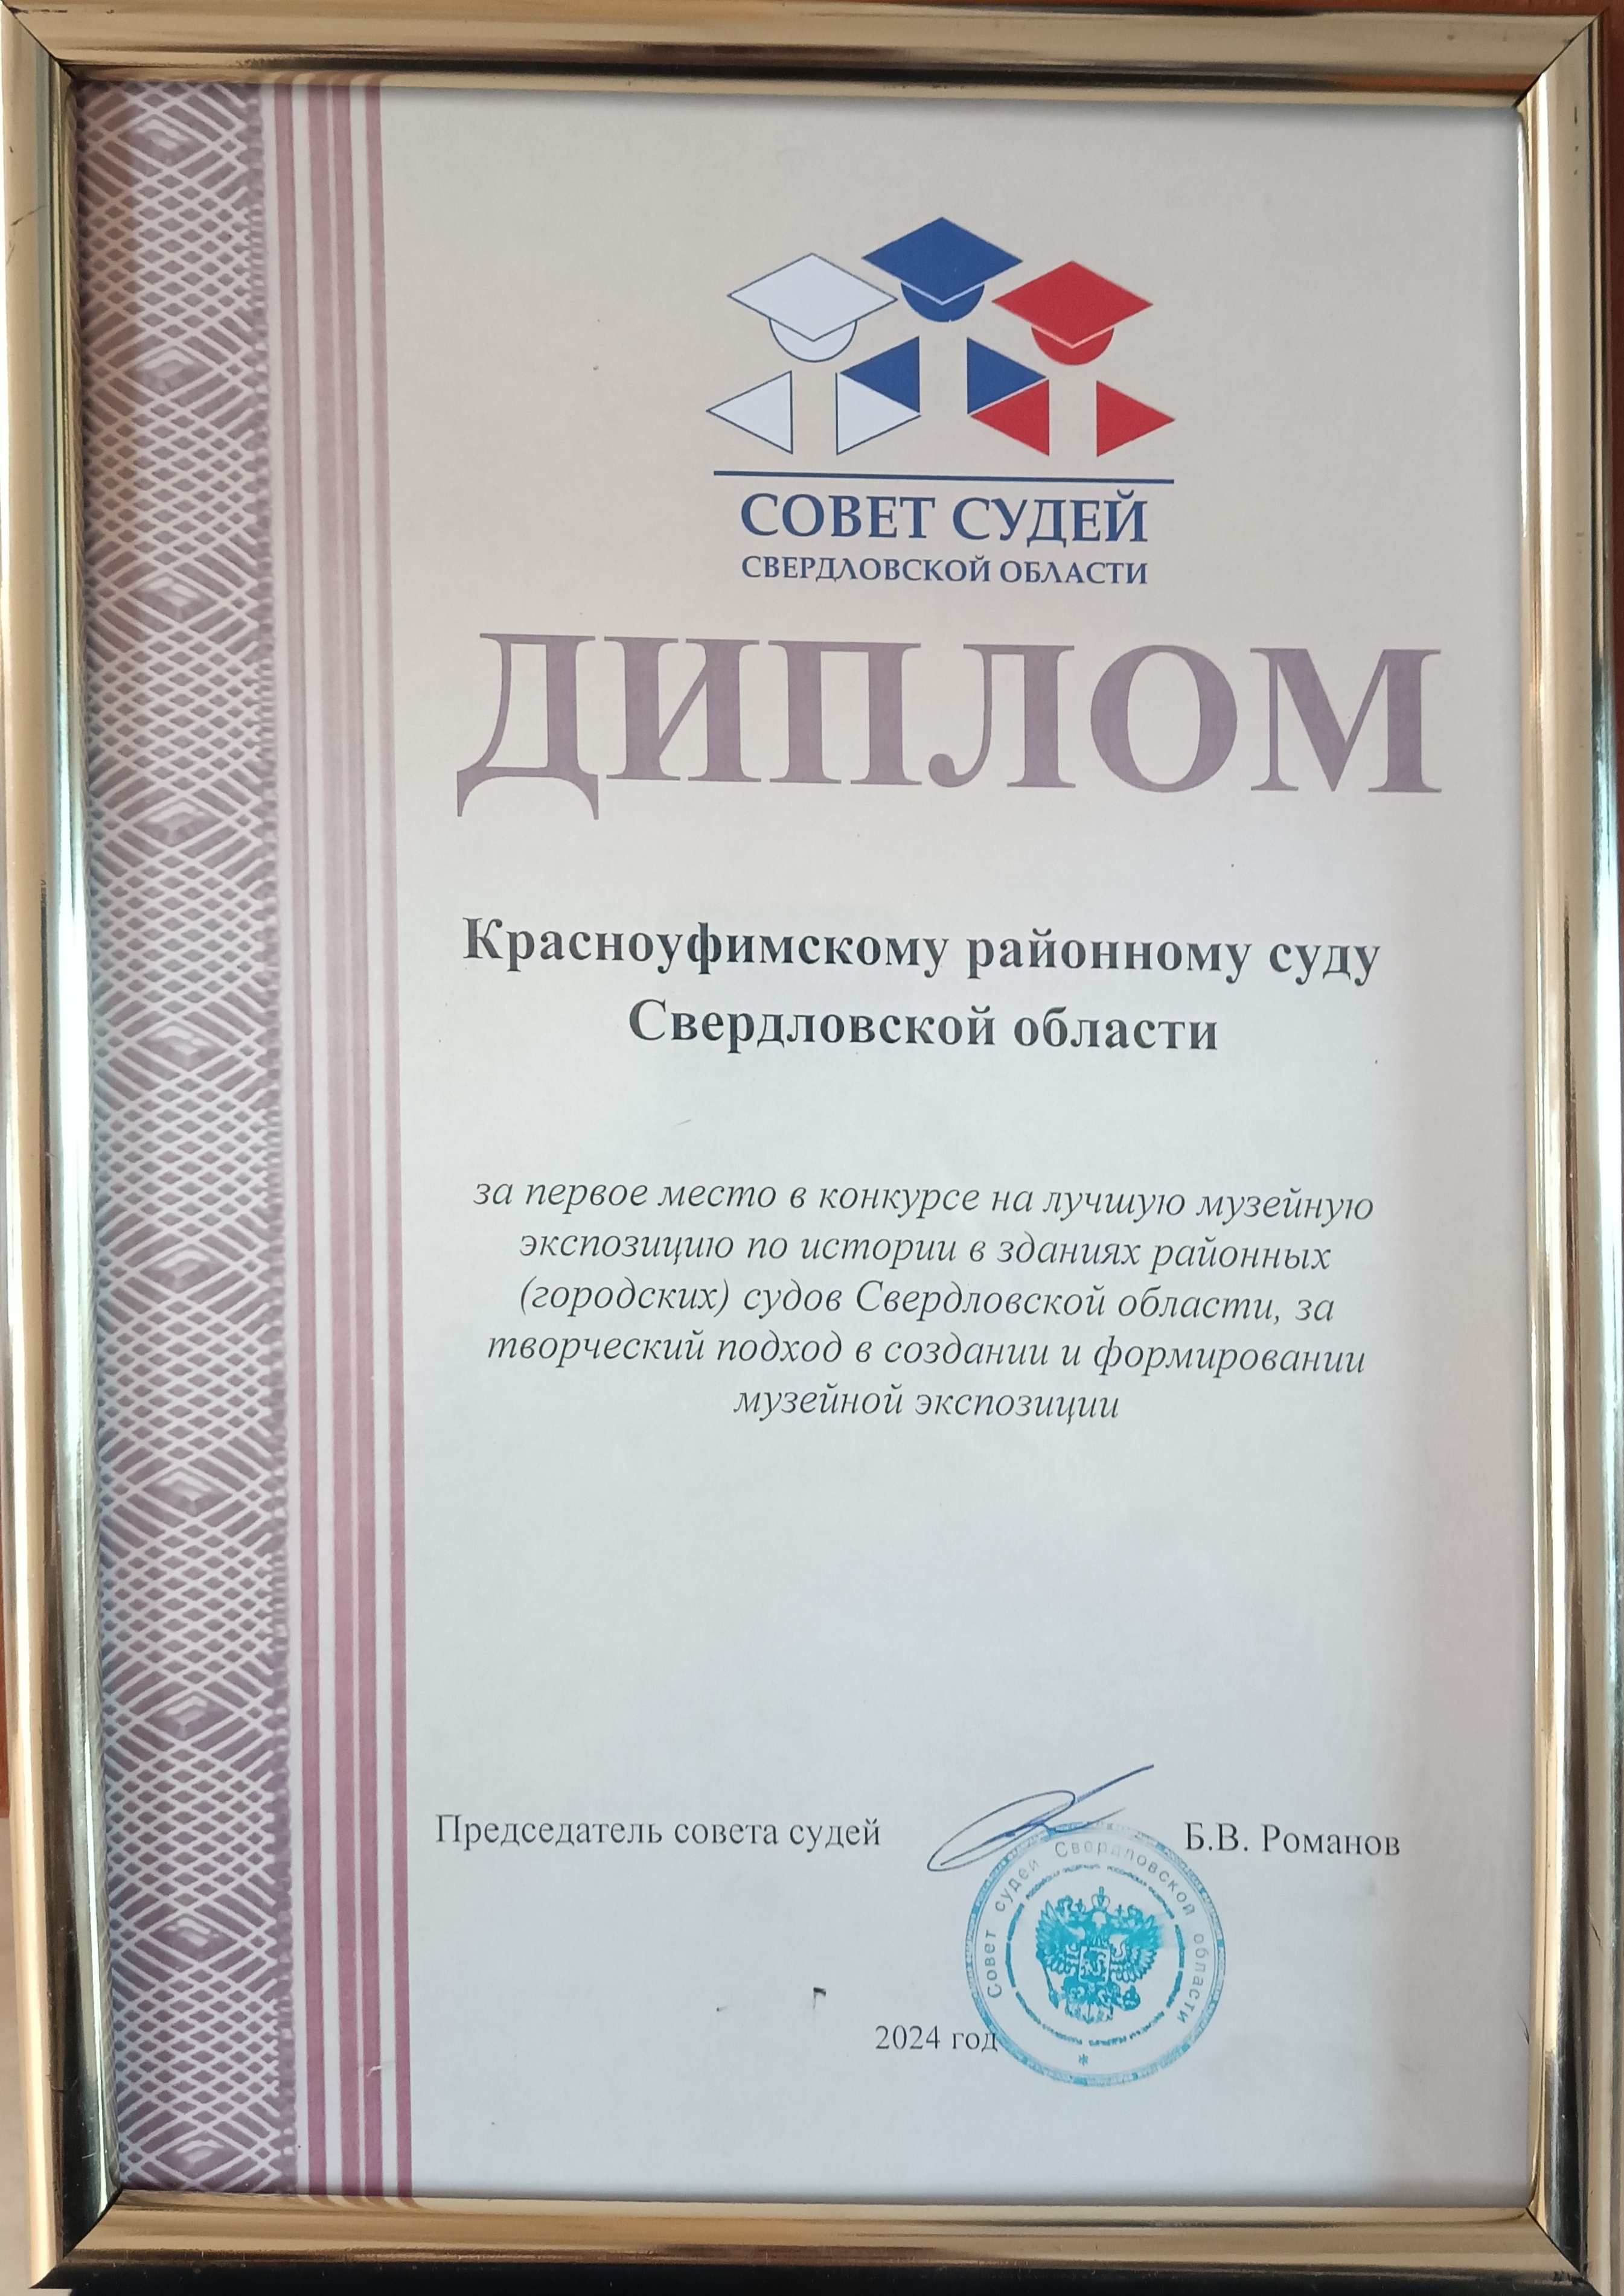 СОВЕТ СУДЕЙ
СВЕРДЛОВСКОЙ ОБЛАСТИ
ДИПЛОМ
Красноуфимскому районному суду
Свердловской области
за первое место в конкурсе на лучшую музейную
экспозицию по истории в зданиях районных
(городских) судов Свердловской области, за
творческий подход в создании и формировании
музейной экспозиции
Председатель совета судей
Б.В. Романов
Совет судей Свердловской области
2024 год